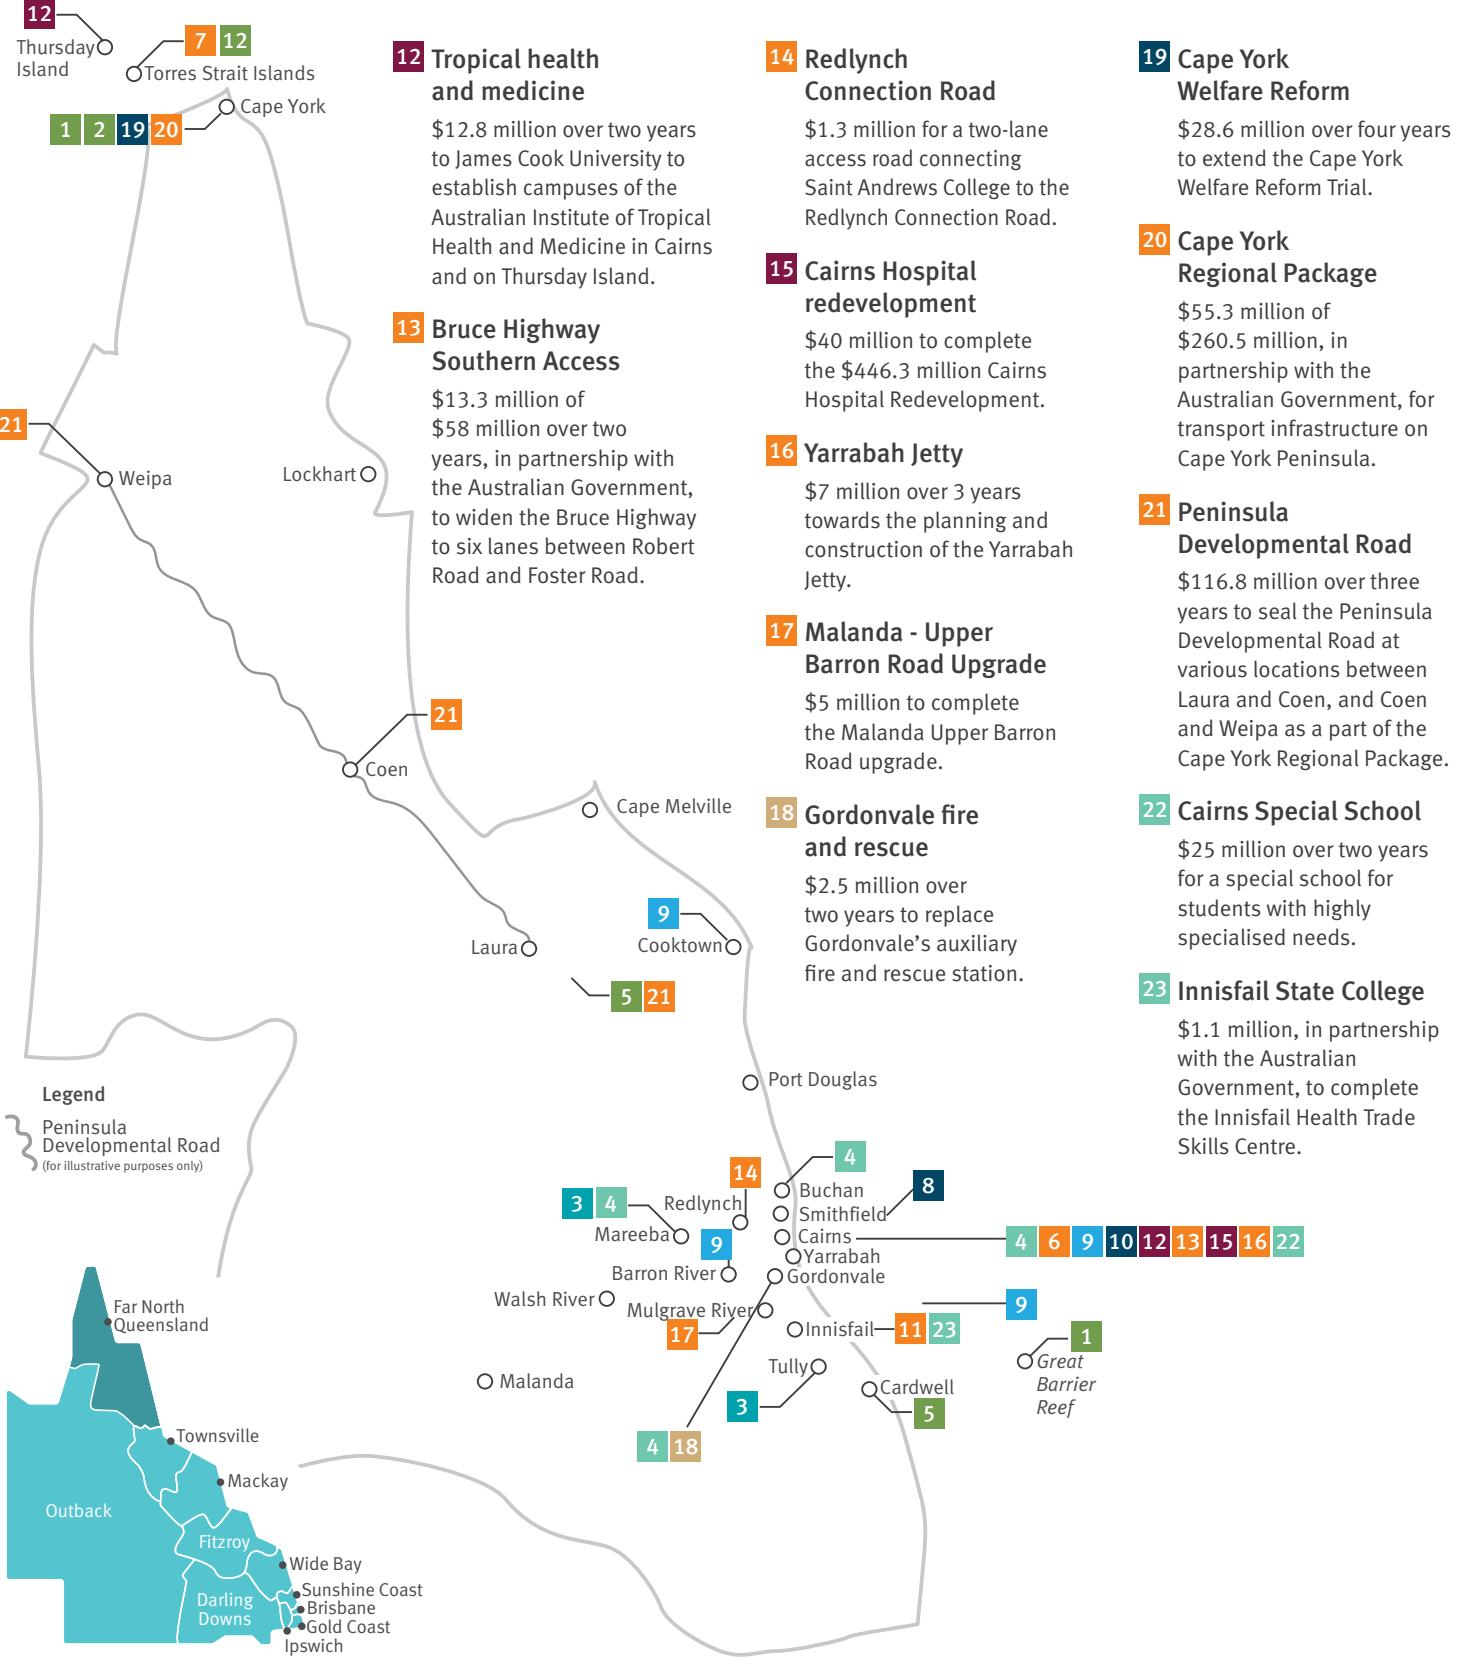 12
Thursday
Island
7 12
Torres Strait Islands
Cape York
1 2 19 20
12 Tropical health
and medicine
$12.8 million over two years
to James Cook University to
establish campuses of the
Australian Institute of Tropical
Health and Medicine in Cairns
and on Thursday Island.
13 Bruce Highway
Southern Access
$13.3 million of
$58 million over two
years, in partnership with
the Australian Government,
to widen the Bruce Highway
to six lanes between Robert
Road and Foster Road.
14 Redlynch
Connection Road
$1.3 million for a two-lane
access road connecting
Saint Andrews College to the
Redlynch Connection Road.
15 Cairns Hospital
redevelopment
$40 million to complete
the $446.3 million Cairns
Hospital Redevelopment.
16 Yarrabah Jetty
$7 million over 3 years
towards the planning and
construction of the Yarrabah
Jetty.
17 Malanda - Upper
Barron Road Upgrade
$5 million to complete
the Malanda Upper Barron
Road upgrade.
18 Gordonvale fire
and rescue
$2.5 million over
two years to replace
Gordonvale's auxiliary
fire and rescue station.
19 Cape York
Welfare Reform
$28.6 million over four years
to extend the Cape York
Welfare Reform Trial.
20 Cape York
Regional Package
$55.3 million of
$260.5 million, in
partnership with the
Australian Government, for
transport infrastructure on
Cape York Peninsula.
21 Peninsula
Developmental Road
$116.8 million over three
years to seal the Peninsula
Developmental Road at
various locations between
Laura and Coen, and Coen
and Weipa as a part of the
Cape York Regional Package.
22 Cairns Special School
$25 million over two years
for a special school for
students with highly
specialised needs.
23 Innisfail State College
$1.1 million, in partnership
with the Australian
Government, to complete
the Innisfail Health Trade
Skills Centre.
21
Weipa
Lockhart
21
Coen
Cape Melville
9
Cooktown
Laura
5 21
Port Douglas
Legend
Peninsula
Developmental Road
(for illustrative purposes only)
4
14
Buchan
8
3 4
Redlynch
Smithfield
Mareeba
Cairns
4 6 9 10 12 13 15 16 22
9
Yarrabah
Barron River
Gordonvale
Walsh River
Mulgrave River
9
17
Innisfail
11 23
1
Tully
Great
Barrier
Reef
Malanda
Cardwell
3
5
4 18
Far North
Queensland
Townsville
Mackay
Outback
Fitzroy
Wide Bay
Sunshine Coast
Darling
Downs
Brisbane
Gold Coast
Ipswich